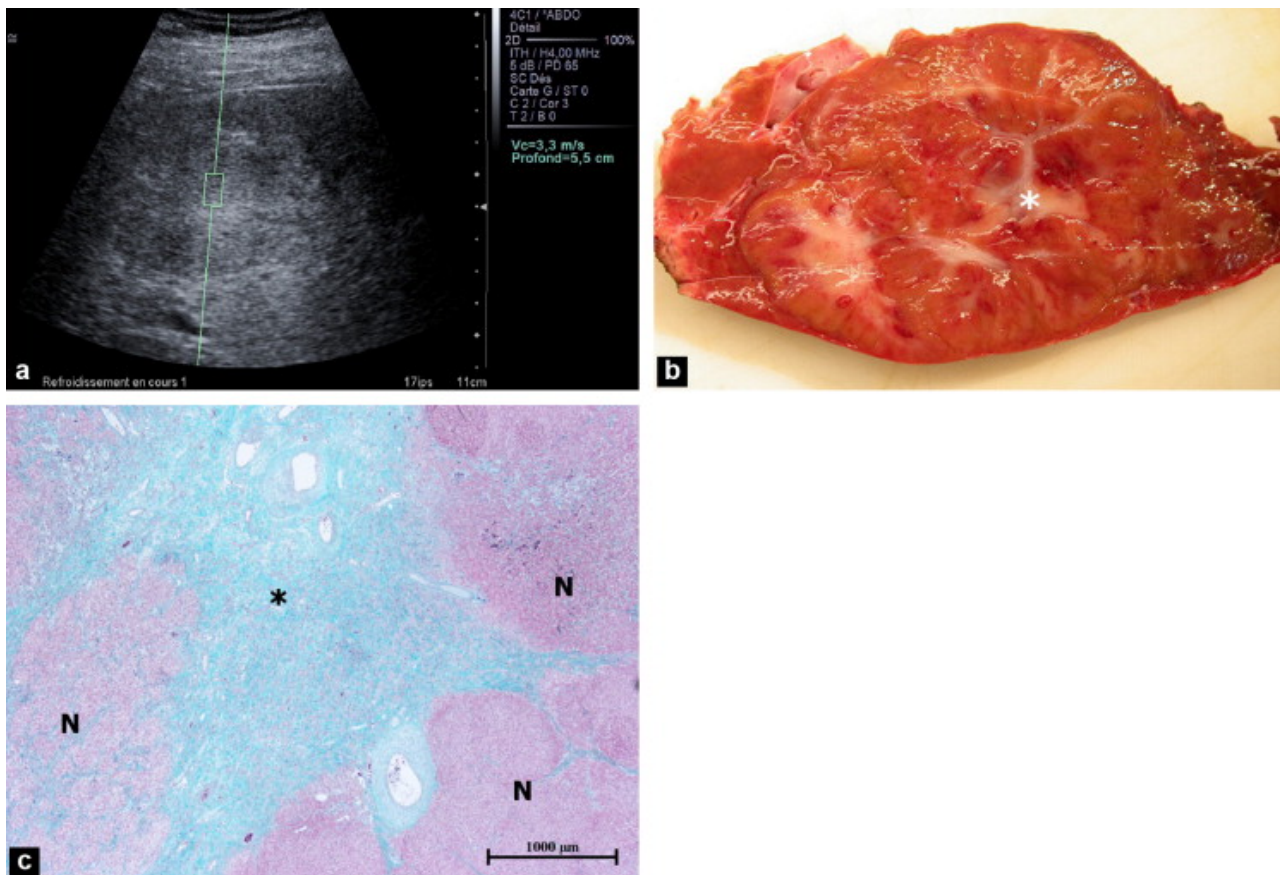 4C1 / *ABDO
Détail
2D 100%
ITH / H4,00 MHz
5 dB / PD 65
SC Dés
Carte G / ST 0
C 2 / Cor 3
T 2 / B 0
Vc=3,3 m/s
Profond=5,5 cm
a
Refroidissement en cours 1 17ips 11cm
b
*
*
N
N
N
c
1000 µm